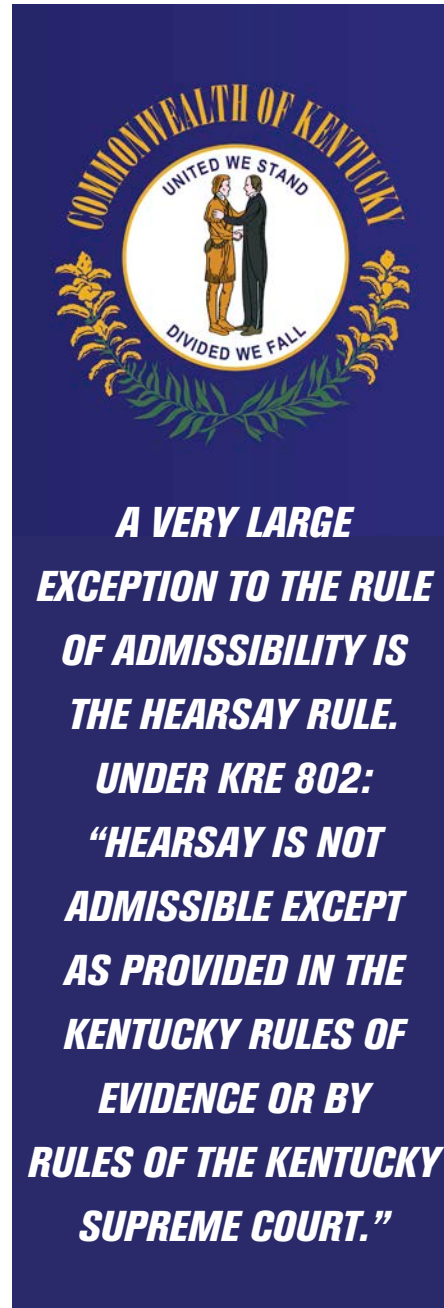 COMMONWEALTH OF KENTUCKY
UNITED WE STAND
DIVIDED WE FALL
A VERY LARGE
EXCEPTION TO THE RULE
OF ADMISSIBILITY IS
THE HEARSAY RULE.
UNDER KRE 802:
“HEARSAY IS NOT
ADMISSIBLE EXCEPT
AS PROVIDED IN THE
KENTUCKY RULES OF
EVIDENCE OR BY
RULES OF THE KENTUCKY
SUPREME COURT.”